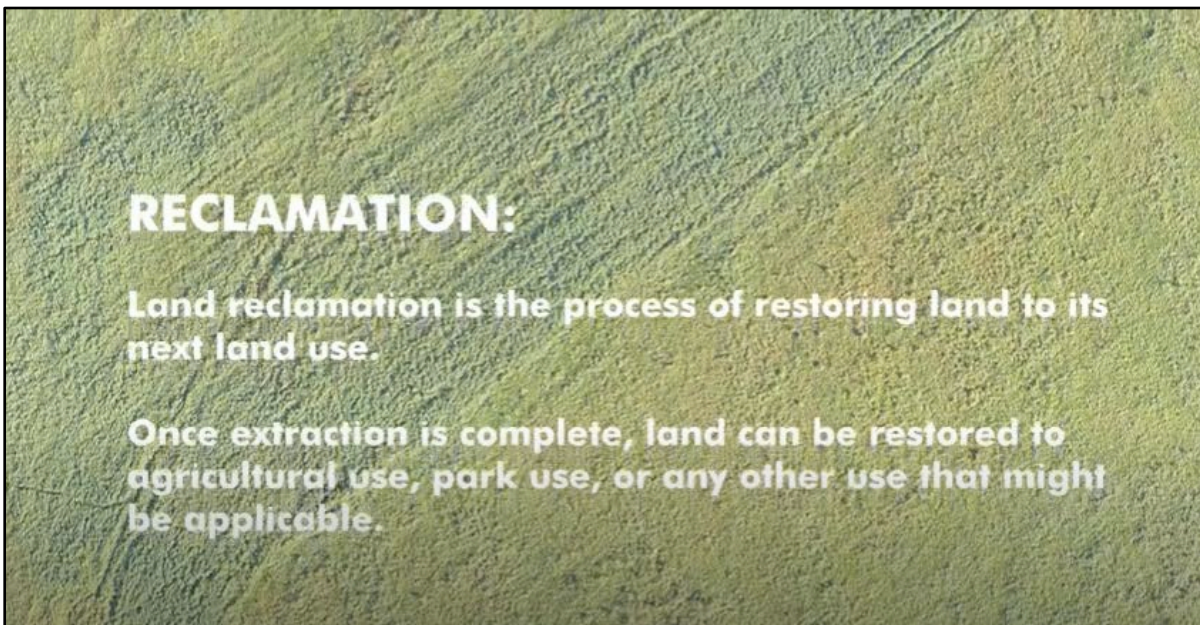 RECLAMATION:
Land reclamation is the process of restoring land to its
next land use.
Once extraction is complete, land can be restored to
agricultural use, park use, or any other use that might
be applicable.